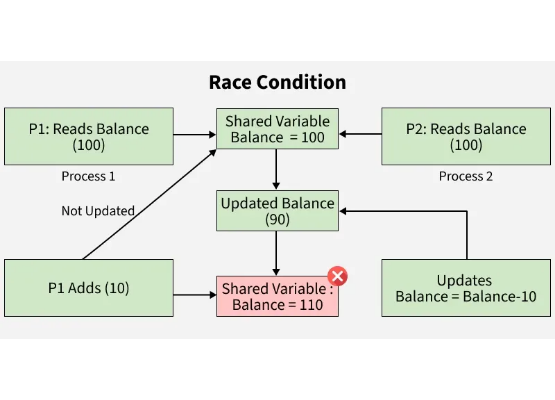 Race Condition
P1: Reads Balance
(100)
Shared Variable
Balance = 100
P2: Reads Balance
(100)
Process 1
Process 2
Not Updated
Updated Balance
(90)
P1 Adds (10)
Shared Variable :
Balance = 110
Updates
Balance = Balance-10